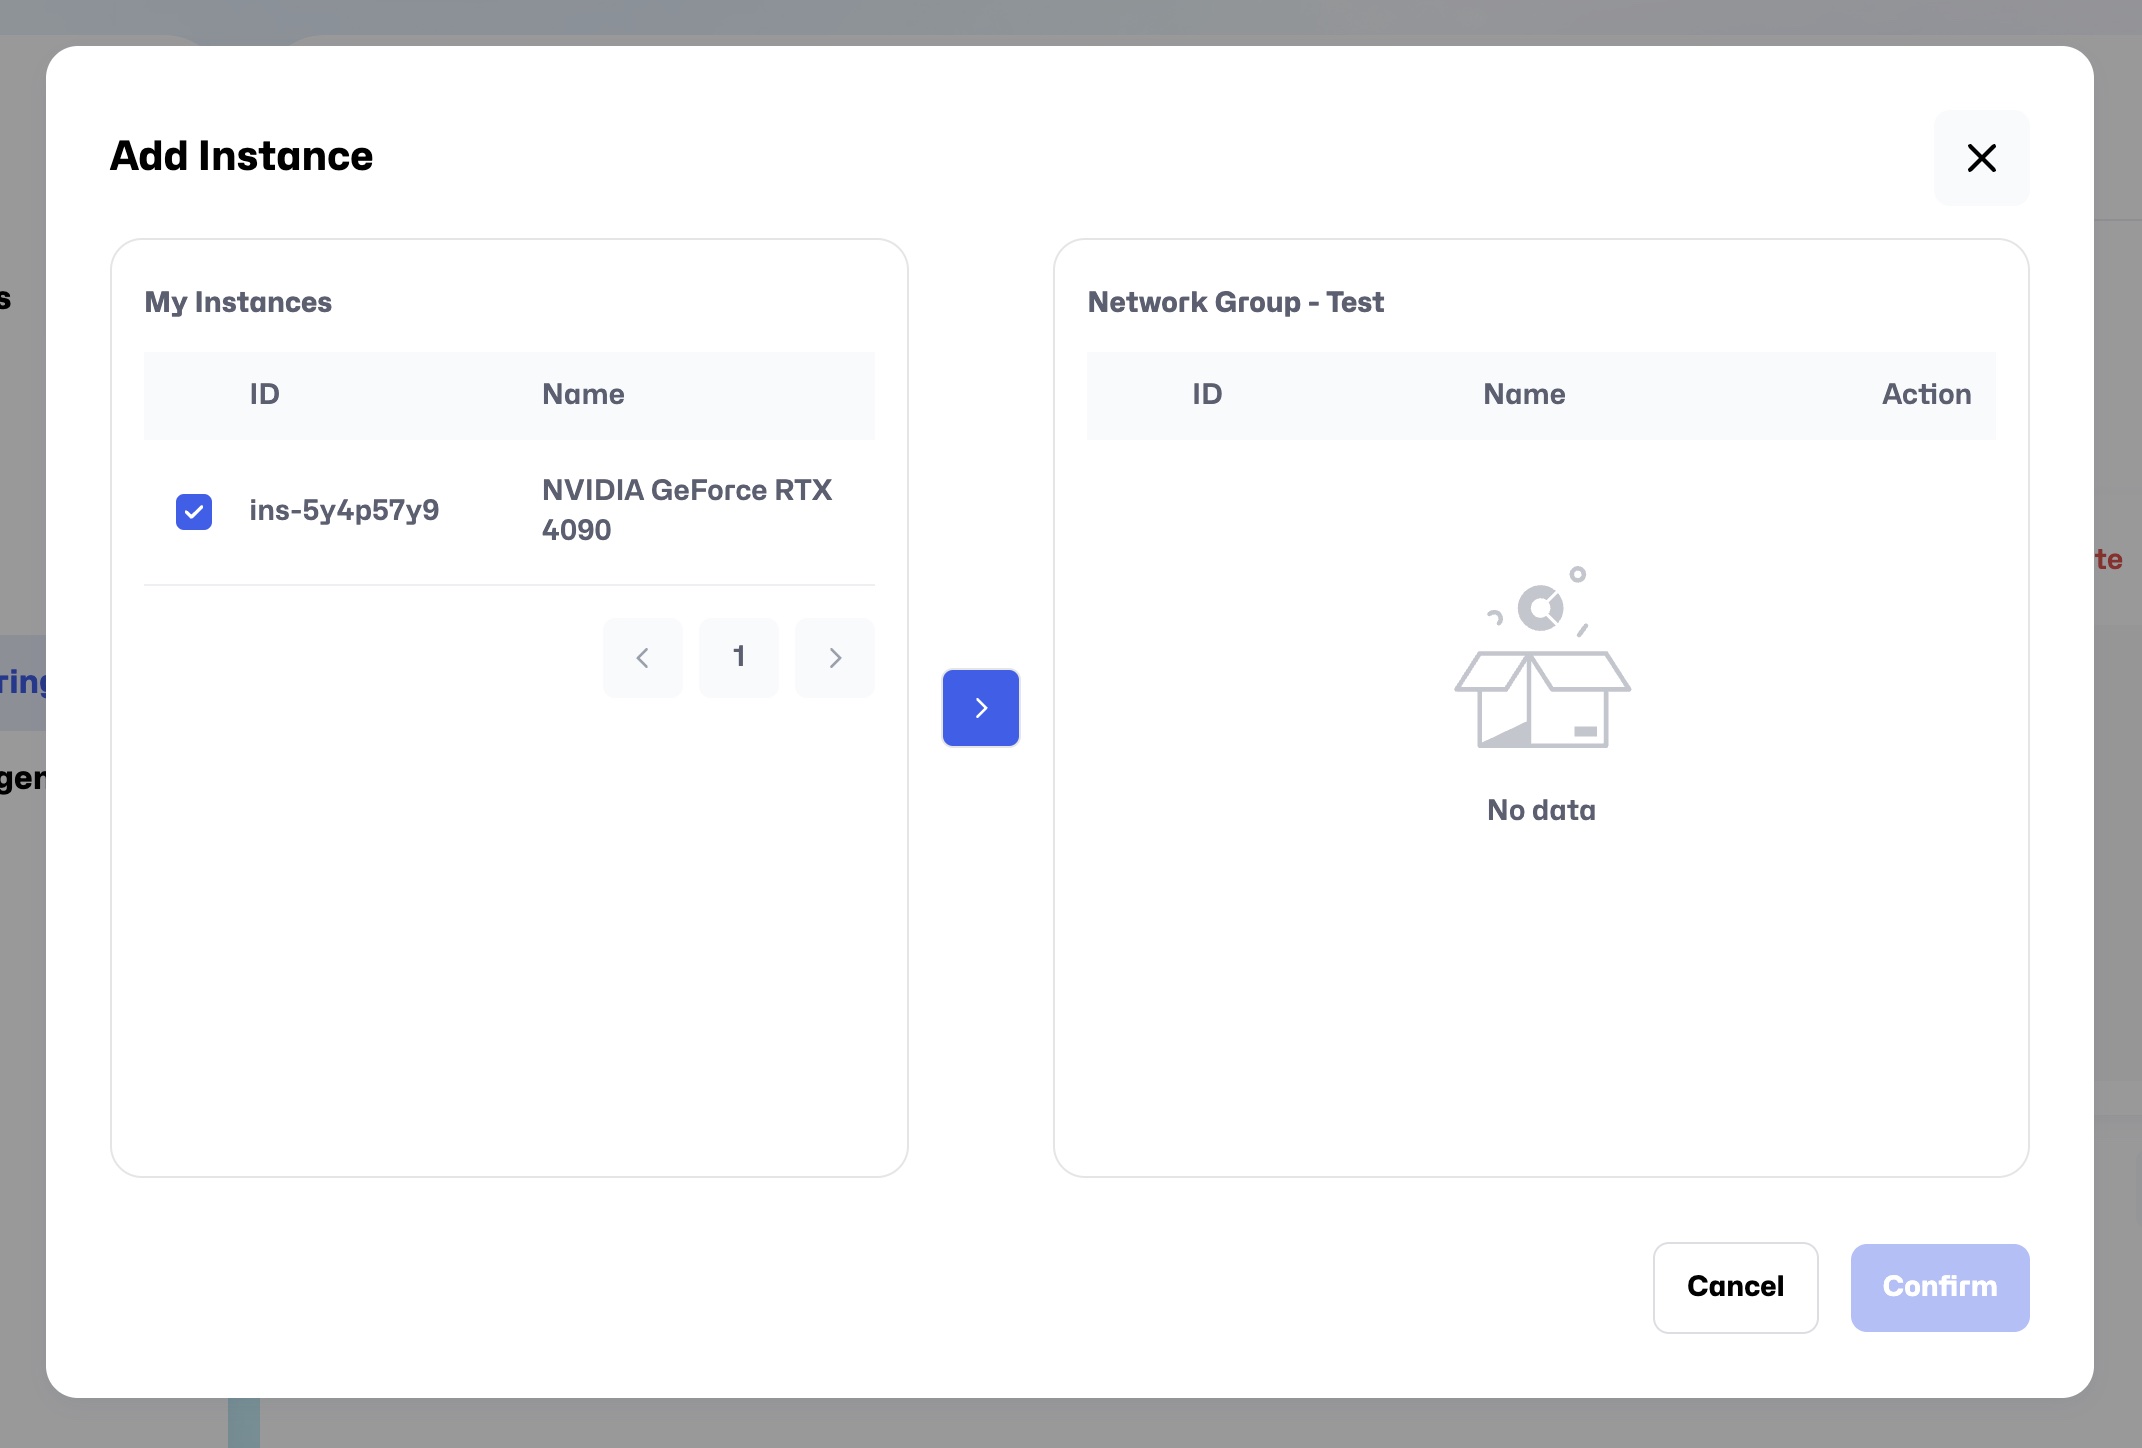 Add Instance
My Instances
ID Name
ins-5y4p57y9 NVIDIA GeForce RTX
4090
1
Network Group - Test
ID Name Action
No data
Cancel Confirm